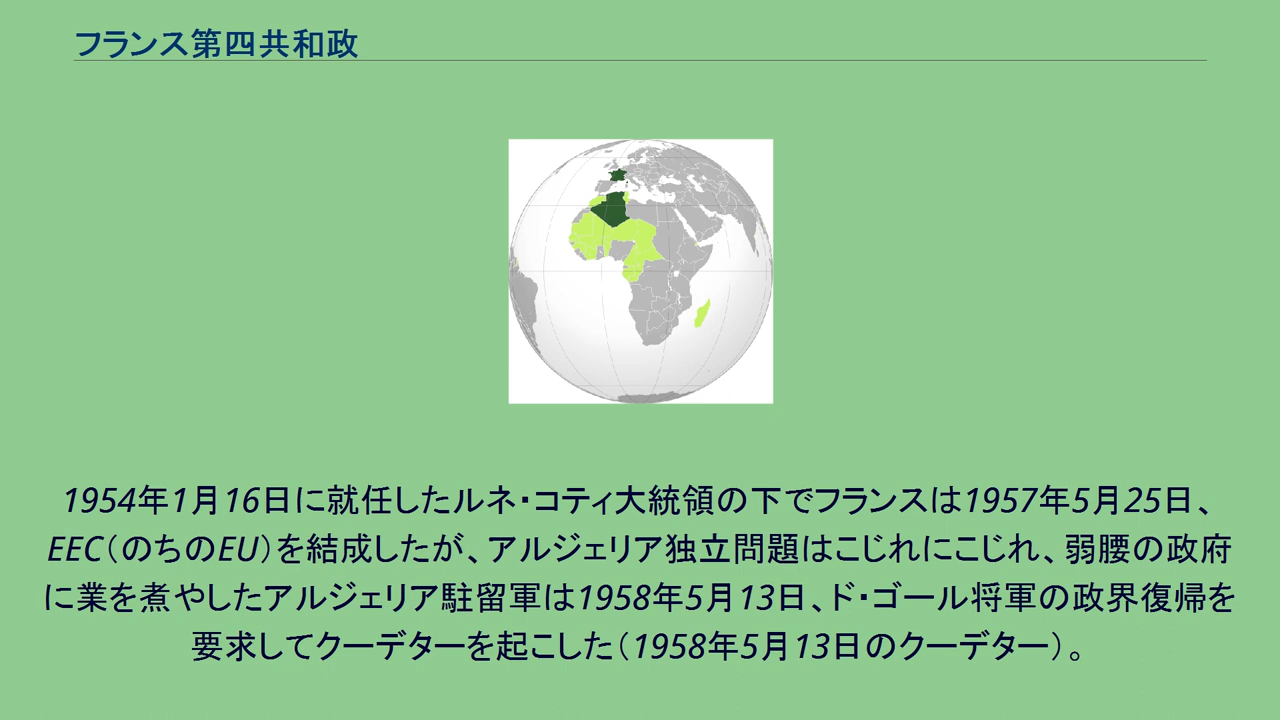 フランス第四共和政
1954年1月16日に就任したルネ・コティ大統領の下でフランスは1957年5月25日、
EEC（のちのEU）を結成したが、アルジェリア独立問題はこじれにこじれ、弱腰の政府
に業を煮やしたアルジェリア駐留軍は1958年5月13日、ド・ゴール将軍の政界復帰を
要求してクーデターを起こした（1958年5月13日のクーデター）。